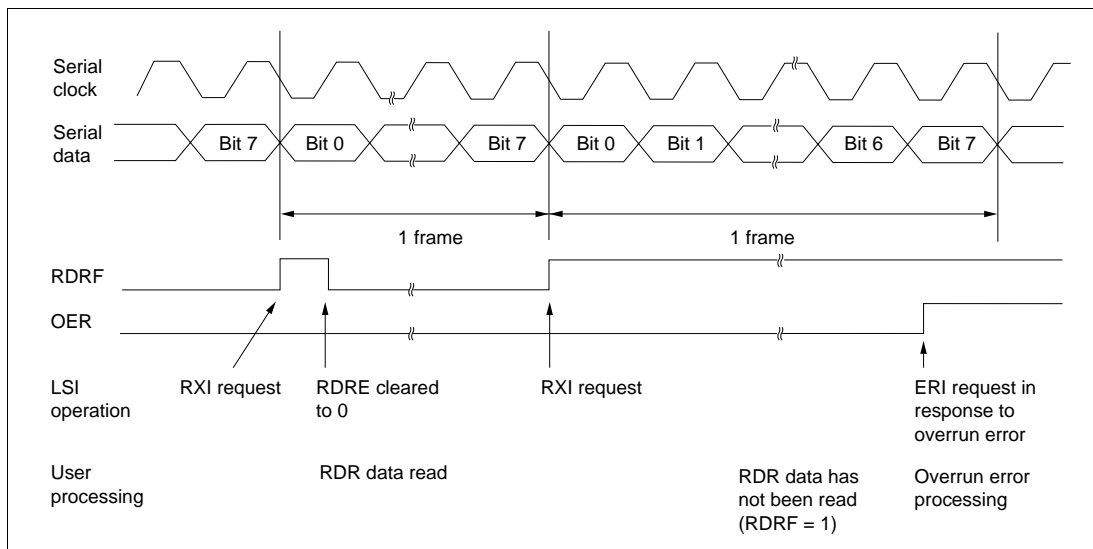 Serial
clock
Serial
data
Bit 7
Bit 0
Bit 7
Bit 0
Bit 1
Bit 6
Bit 7
1 frame
1 frame
RDRF
OER
LSI
operation
RXI request
RDRE cleared
to 0
RXI request
ERI request in
response to
overrun error
User
processing
RDR data read
RDR data has
not been read
(RDRF = 1)
Overrun error
processing